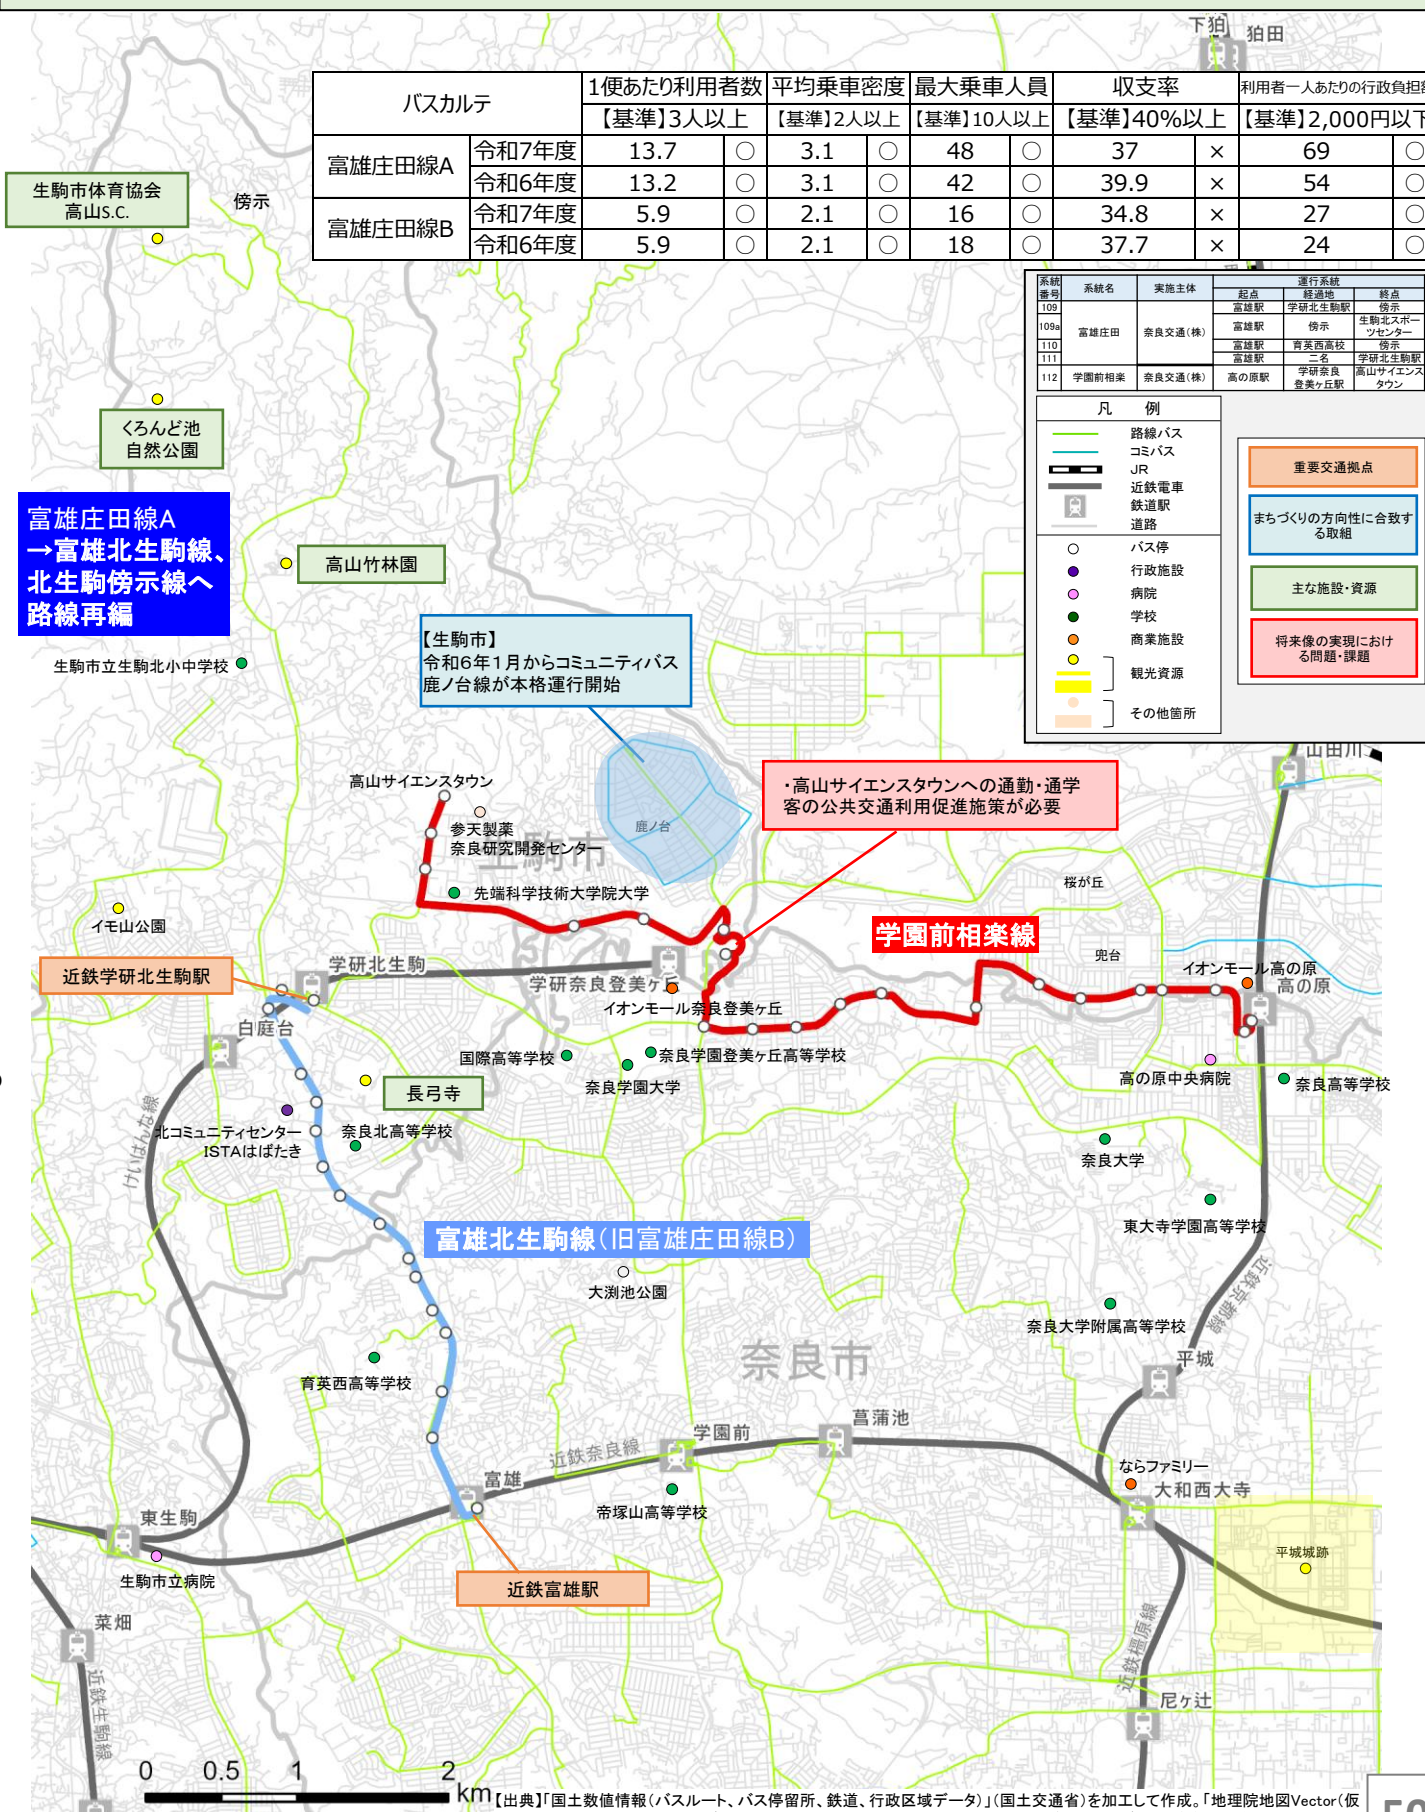 下狛
狛田
バスカルテ 1便あたり利用者数 平均乗車密度 最大乗車人員 収支率 利用者一人あたりの行政負担
【基準】3人以上 【基準】2人以上 【基準】10人以上 【基準】40%以上 【基準】2,000円以下
富雄庄田線A 令和7年度 13.7 ○ 3.1 ○ 48 ○ 37 × 69 ○
令和6年度 13.2 ○ 3.1 ○ 42 ○ 39.9 × 54 ○
富雄庄田線B 令和7年度 5.9 ○ 2.1 ○ 16 ○ 34.8 × 27 ○
令和6年度 5.9 ○ 2.1 ○ 18 ○ 37.7 × 24 ○
生駒市体育協会
高山S.C.
傍示
系統番号 系統名 実施主体 運行系統
起点 経過地 終点
109 富雄庄田 奈良交通(株) 富雄駅 学研北生駒駅 傍示
109a 富雄駅 傍示 生駒北スポーツセンター
110 富雄駅 育英西高校 傍示
111 富雄駅 二名 学研北生駒駅
112 学園前相楽 奈良交通(株) 高の原駅 学研奈良登美ヶ丘駅 高山サイエンスタウン
凡 例
路線バス
コミバス
JR
近鉄電車
鉄道駅
道路
バス停
行政施設
病院
学校
商業施設
観光資源
その他箇所
重要交通拠点
まちづくりの方向性に合致す
る取組
主な施設・資源
将来像の実現におけ
る問題・課題
くろんど池
自然公園
富雄庄田線A
→富雄北生駒線、
北生駒傍示線へ
路線再編
高山竹林園
生駒市立生駒北小中学校
【生駒市】
令和6年1月からコミュニティバス
鹿ノ台線が本格運行開始
山田川
高山サイエンスタウン
・高山サイエンスタウンへの通勤・通学
客の公共交通利用促進施策が必要
参天製薬
奈良研究開発センター
生駒市
鹿ノ台
先端科学技術大学院大学
桜が丘
イモ山公園
学園前相楽線
兜台
近鉄学研北生駒駅
学研北生駒
学研奈良登美ヶ丘
イオンモール高の原
高の原
イオンモール奈良登美ヶ丘
白庭台
国際高等学校
奈良学園登美ヶ丘高等学校
奈良学園大学
高の原中央病院
奈良高等学校
長弓寺
けいはんな線
北コミュニティセンター
ISTAはばたき
奈良北高等学校
奈良大学
東大寺学園高等学校
富雄北生駒線(旧富雄庄田線B)
大渕池公園
近鉄京都線
奈良大学附属高等学校
奈良市
平城
育英西高等学校
学園前
菖蒲池
近鉄奈良線
富雄
ならファミリー
大和西大寺
帝塚山高等学校
東生駒
平城城跡
生駒市立病院
近鉄富雄駅
菜畑
近鉄橿原線
近鉄生駒線
尼ヶ辻
0 0.5 1 2
km
【出典】「国土数値情報(バスルート、バス停留所、鉄道、行政区域データ)」(国土交通省)を加工して作成。「地理院地図Vector(仮